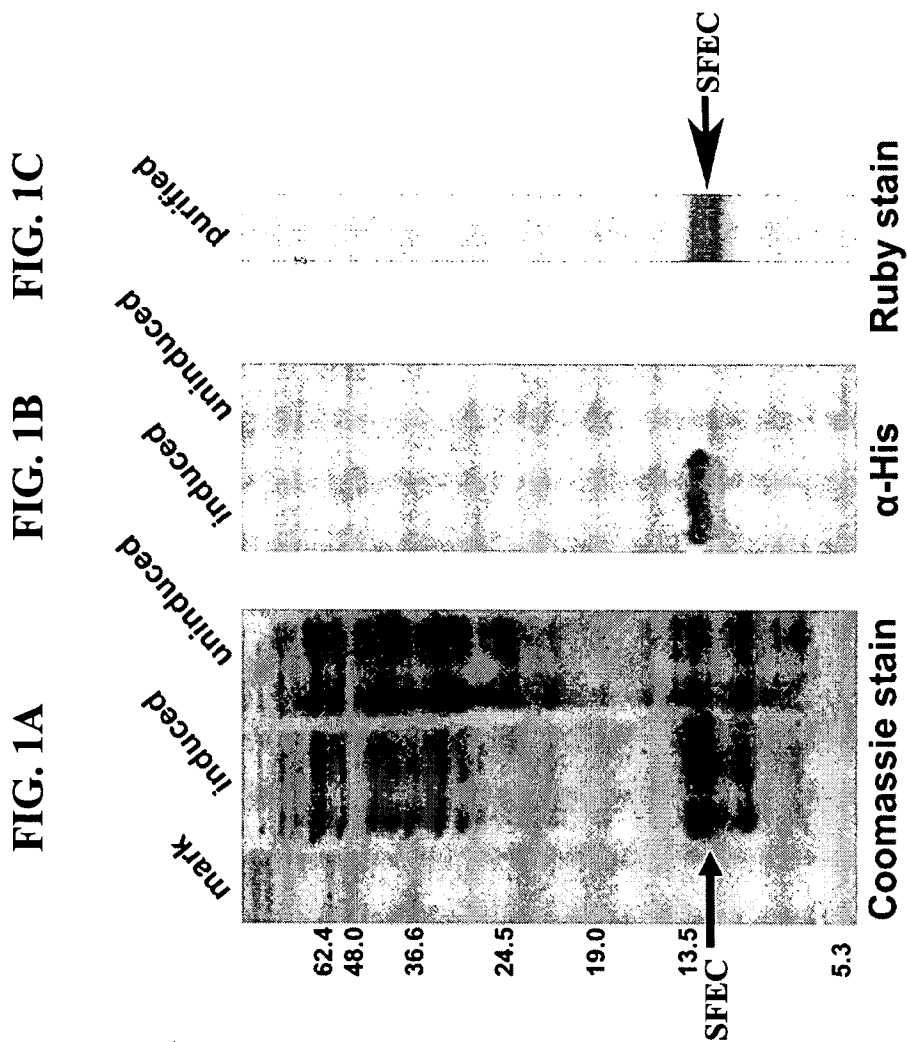 FIG. 1A
FIG. 1B
FIG. 1C
mark
induced
uninduced
induced
uninduced
purified
62.4
48.0
36.6
24.5
19.0
13.5
5.3
SFEC
SFEC
Coomassie stain
α-His
Ruby stain